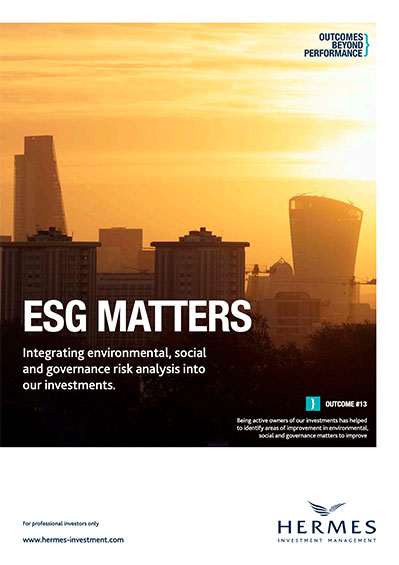 OUTCOMES
BEYOND
PERFORMANCE
ESG MATTERS
Integrating environmental, social
and governance risk analysis into
our investments.
OUTCOME #13
Being active owners of our investments has helped
to identify areas of improvement in environmental,
social and governance matters to improve
For professional investors only
www.hermes-investment.com
HERMES
INVESTMENT MANAGEMENT